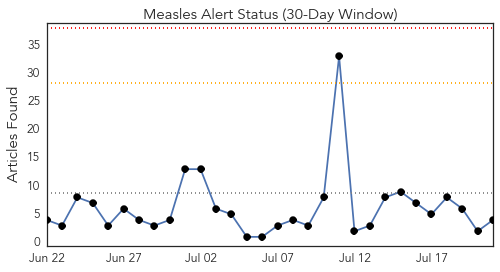 Measles Alert Status (30-Day Window)
Articles Found
35
30
25
20
15
10
5
0
Jun 22 Jun 27 Jul 02 Jul 07 Jul 12 Jul 17